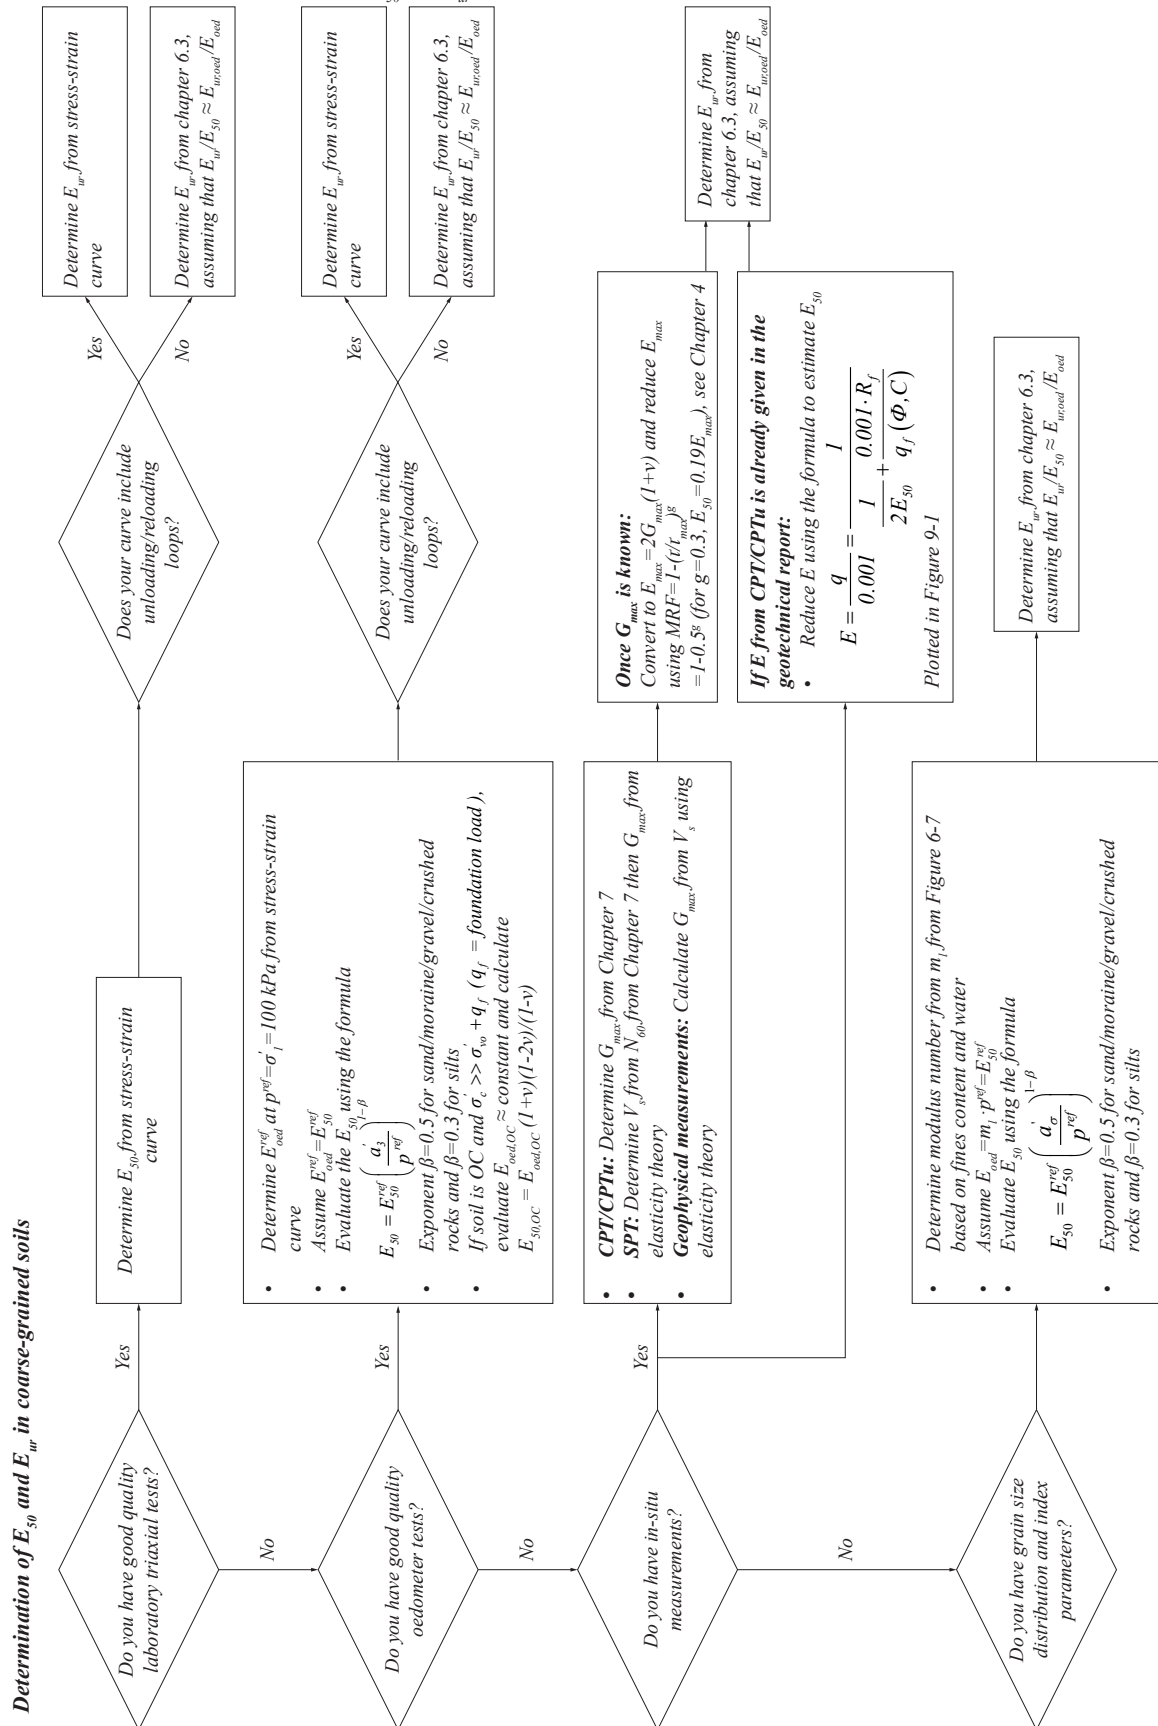 Determination of E50 and Eur in coarse-grained soils
Do you have good quality
laboratory triaxial tests?
Yes
Determine E50 from stress-strain
curve
Does your curve include
unloading/reloading
loops?
Yes
Determine Eur from stress-strain
curve
No
Determine Eur from chapter 6.3,
assuming that Eur/E50 ≈ Eur,oed/Eoed
No
Do you have good quality
oedometer tests?
Yes
• Determine E^ref_oed at p^ref=σ'1=100 kPa from stress-strain
curve
• Assume E^ref_oed=E^ref_50
• Evaluate the E50 using the formula
E50 = E^ref_50 (a'3/p^ref)^1-β
• Exponent β=0.5 for sand/moraine/gravel/crushed
rocks and β=0.3 for silts
• If soil is OC and σ'c >> σ'vo + qf (qf = foundation load),
evaluate Eoed,OC ≈ constant and calculate
E50,OC = Eoed,OC (1+ν)(1-2ν)/(1-ν)
Does your curve include
unloading/reloading
loops?
Yes
Determine Eur from stress-strain
curve
No
Determine Eur from chapter 6.3,
assuming that Eur/E50 ≈ Eur,oed/Eoed
No
Do you have in-situ
measurements?
Yes
• CPT/CPTu: Determine Gmax from Chapter 7
• SPT: Determine Vs from N60 from Chapter 7 then Gmax from
elasticity theory
• Geophysical measurements: Calculate Gmax from Vs using
elasticity theory
Once Gmax is known:
Convert to Emax=2Gmax(1+ν) and reduce Emax
using MRF=1-(τ/τmax)^g
=1-0.5^g (for g=0.3, E50=0.19Emax), see Chapter 4
If E from CPT/CPTu is already given in the
geotechnical report:
• Reduce E using the formula to estimate E50
E = q/0.001 = 1/(1/2E50 + 0.001·Rf/qf(Φ,C))
Plotted in Figure 9-1
Determine Eur from
chapter 6.3, assuming
that Eur/E50 ≈ Eur,oed/Eoed
No
Do you have grain size
distribution and index
parameters?
• Determine modulus number from m1 from Figure 6-7
based on fines content and water
• Assume Eoed=m1·p^ref=E^ref_50
• Evaluate E50 using the formula
E50 = E^ref_50 (a'σ/p^ref)^1-β
• Exponent β=0.5 for sand/moraine/gravel/crushed
rocks and β=0.3 for silts
Determine Eur from chapter 6.3,
assuming that Eur/E50 ≈ Eur,oed/Eoed